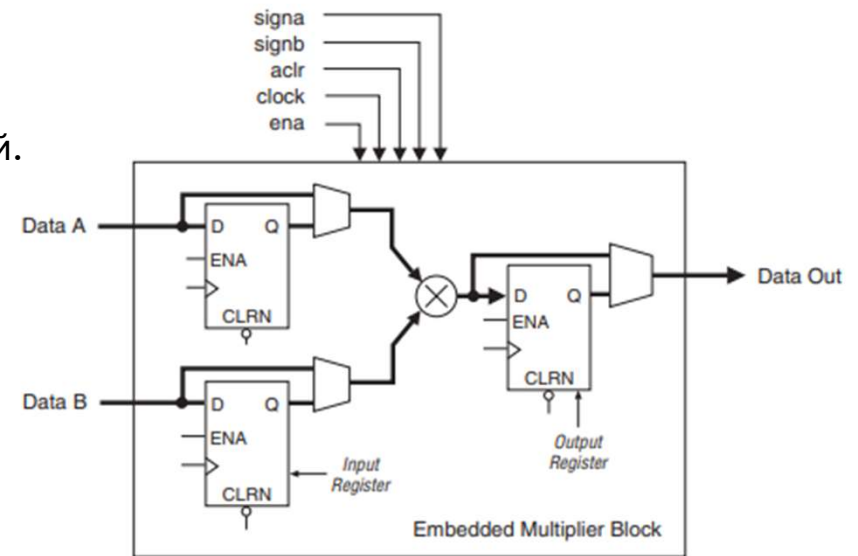 signa
signb
aclr
clock
ena
й.
Data A
D Q
ENA
CLRN
Data B
D Q
ENA
CLRN
Input
Register
D Q
ENA
CLRN
Output
Register
Data Out
Embedded Multiplier Block